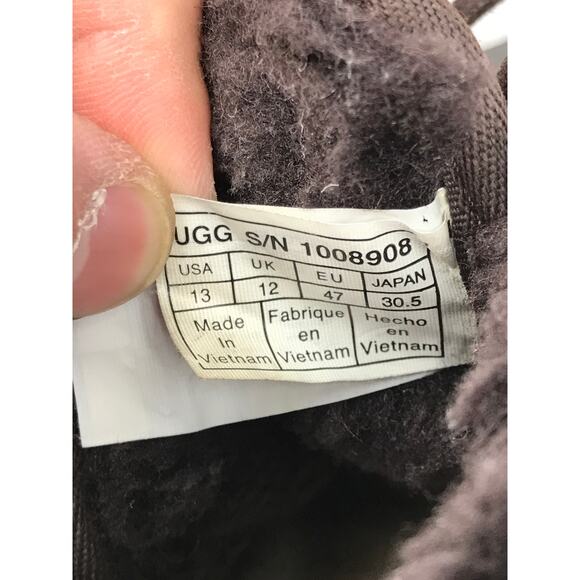 UGG S/N 1008908
USA UK EU JAPAN
13 12 47 30.5
Made Fabrique Hecho
In en en
Vietnam Vietnam Vietnam